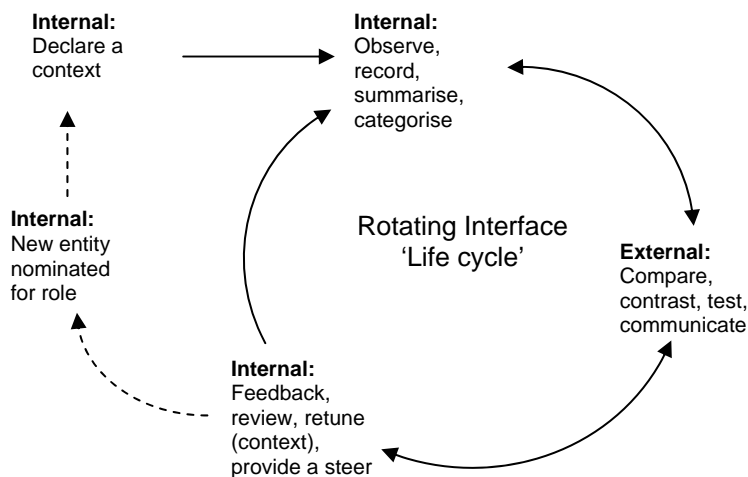 Internal:
Declare a
context
Internal:
Observe,
record,
summarise,
categorise
Internal:
New entity
nominated
for role
Rotating Interface
‘Life cycle’
External:
Compare,
contrast, test,
communicate
Internal:
Feedback,
review, retune
(context),
provide a steer